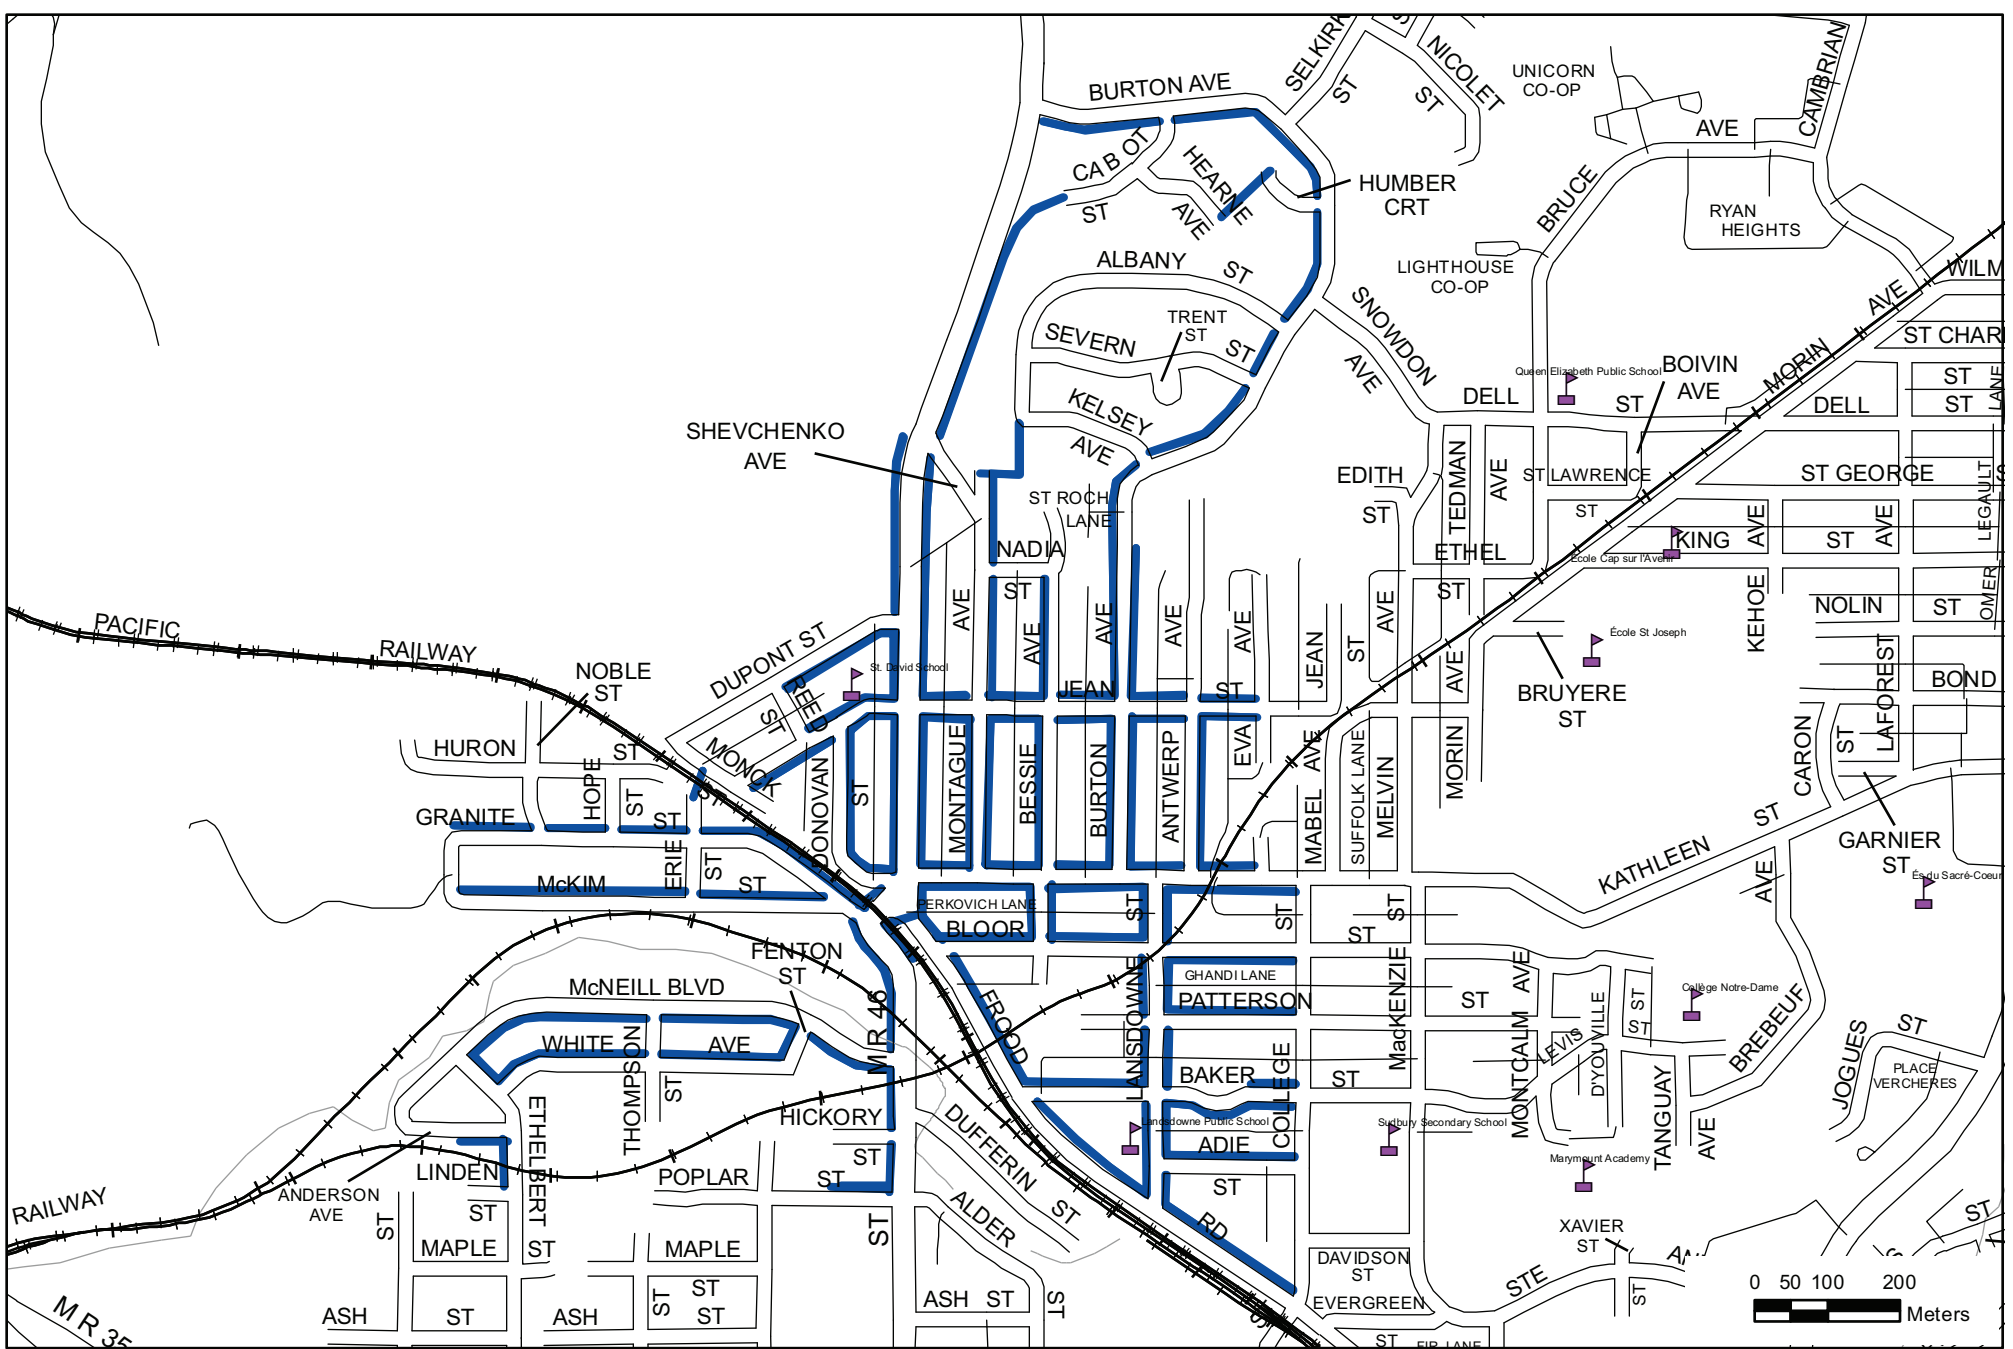 SELKIRK
ST
NICOLET
ST
BURTON AVE
UNICORN
CO-OP
CAMBRIAN
AVE
CABOT
ST
HEARNE
AVE
HUMBER
CRT
BRUCE
RYAN
HEIGHTS
ALBANY
ST
LIGHTHOUSE
CO-OP
SNOWDON
AVE
MORIN
AVE
WILM
TRENT
ST
SEVERN
ST
ST CHAR
Queen Elizabeth Public School
BOIVIN
AVE
ST
LANE
DELL
ST
DELL
ST
KELSEY
AVE
SHEVCHENKO
AVE
EDITH
ST
TEDMAN
AVE
ST LAWRENCE
ST
ST GEORGE
LEGAULT
ST ROCH
LANE
NADIA
ST
ETHEL
ST
KING
ST
AVE
AVE
École Cap sur l'Avenir
KEHOE
NOLIN
ST
OMER
PACIFIC
RAILWAY
NOBLE
ST
DUPONT ST
St. David School
REED
ST
AVE
AVE
AVE
AVE
AVE
JEAN
ST
JEAN
ST
AVE
AVE
École St Joseph
BRUYERE
ST
LAFOREST
BOND
HURON
ST
MONCK
ST
DONOVAN
ST
MONTAGUE
BESSIE
BURTON
ANTWERP
EVA
MABEL AVE
SUFFOLK LANE
MELVIN
MORIN
CARON
ST
HOPE
ST
GRANITE
ST
ERIE
ST
McKIM
ST
KATHLEEN
ST
GARNIER
ST
És du Sacré-Coeur
PERKOVICH LANE
BLOOR
ST
ST
ST
ST
AVE
FENTON
ST
McNEILL BLVD
M R 46
FROOD
LANSDOWNE
GHANDI LANE
PATTERSON
ST
MacKENZIE
MONTCALM AVE
D'YOUVILLE
ST
ST
Collège Notre-Dame
BREBEUF
WHITE
AVE
THOMPSON
ST
LEVIS
JOGUES
ST
PLACE
VERCHERES
BAKER
ST
COLLEGE
TANGUAY
AVE
HICKORY
ST
DUFFERIN
ST
Landsdowne Public School
ADIE
ST
Sudbury Secondary School
Marymount Academy
LINDEN
ST
ETHELBERT
ST
POPLAR
ST
ANDERSON
AVE
RAILWAY
ST
ALDER
ST
RD
XAVIER
ST
ST
MAPLE
MAPLE
ST
ST
DAVIDSON
ST
STE
AN
ST
ASH
ST
ASH
ST
ST
ASH
ST
EVERGREEN
ST
FIR LANE
M R 35
0 50 100 200
Meters